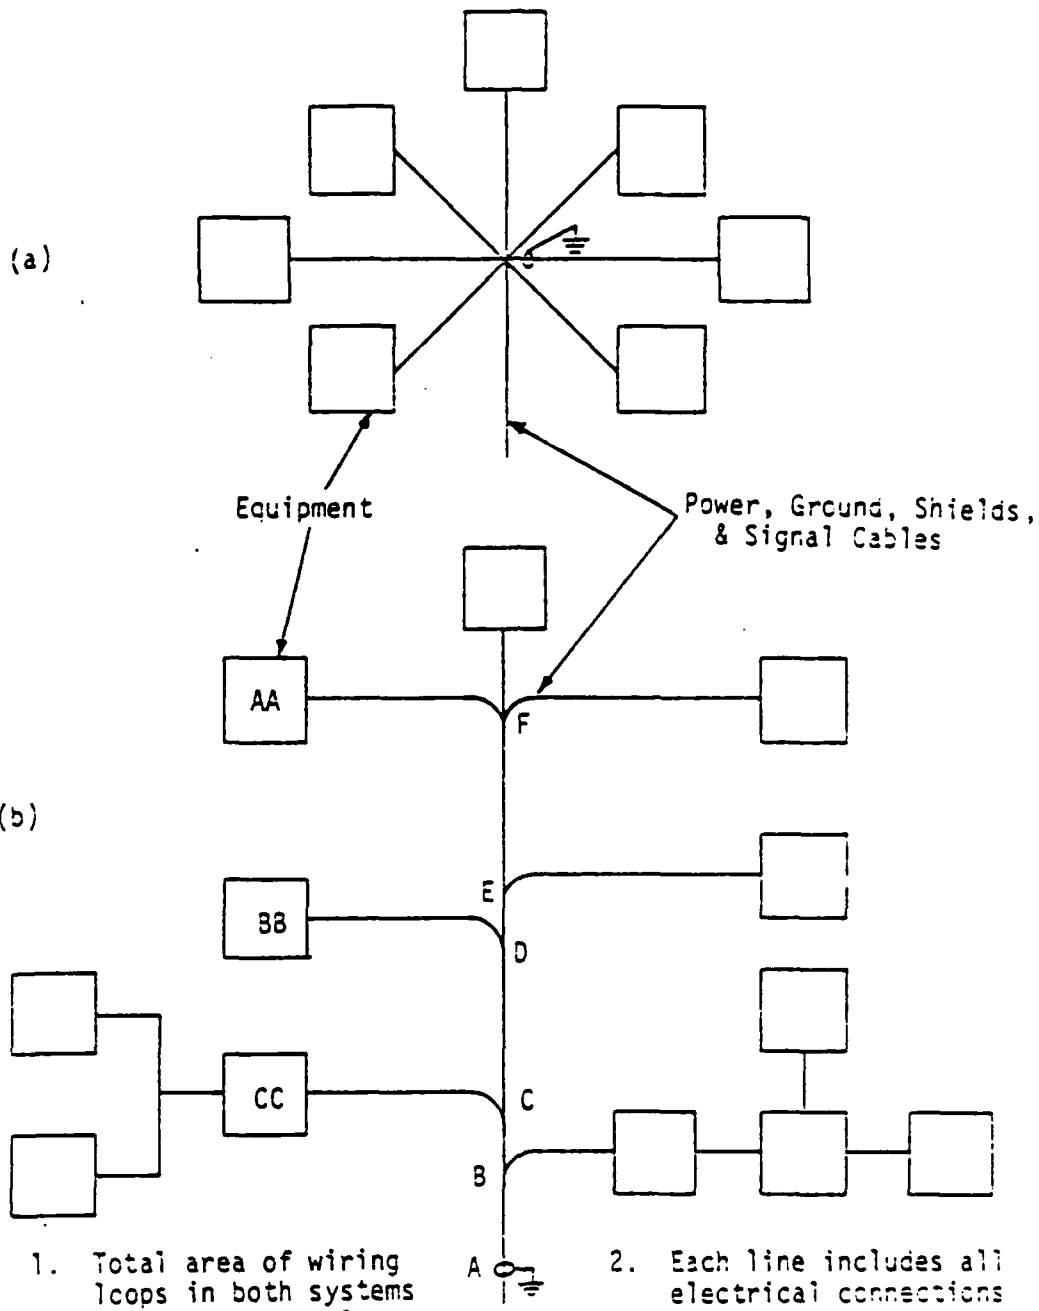 (a)
Equipment
Power, Ground, Shields,
& Signal Cables
AA
F
(b)
E
BB
D
CC
C
B
A
1. Total area of wiring
loops in both systems
2. Each line includes all
electrical connections